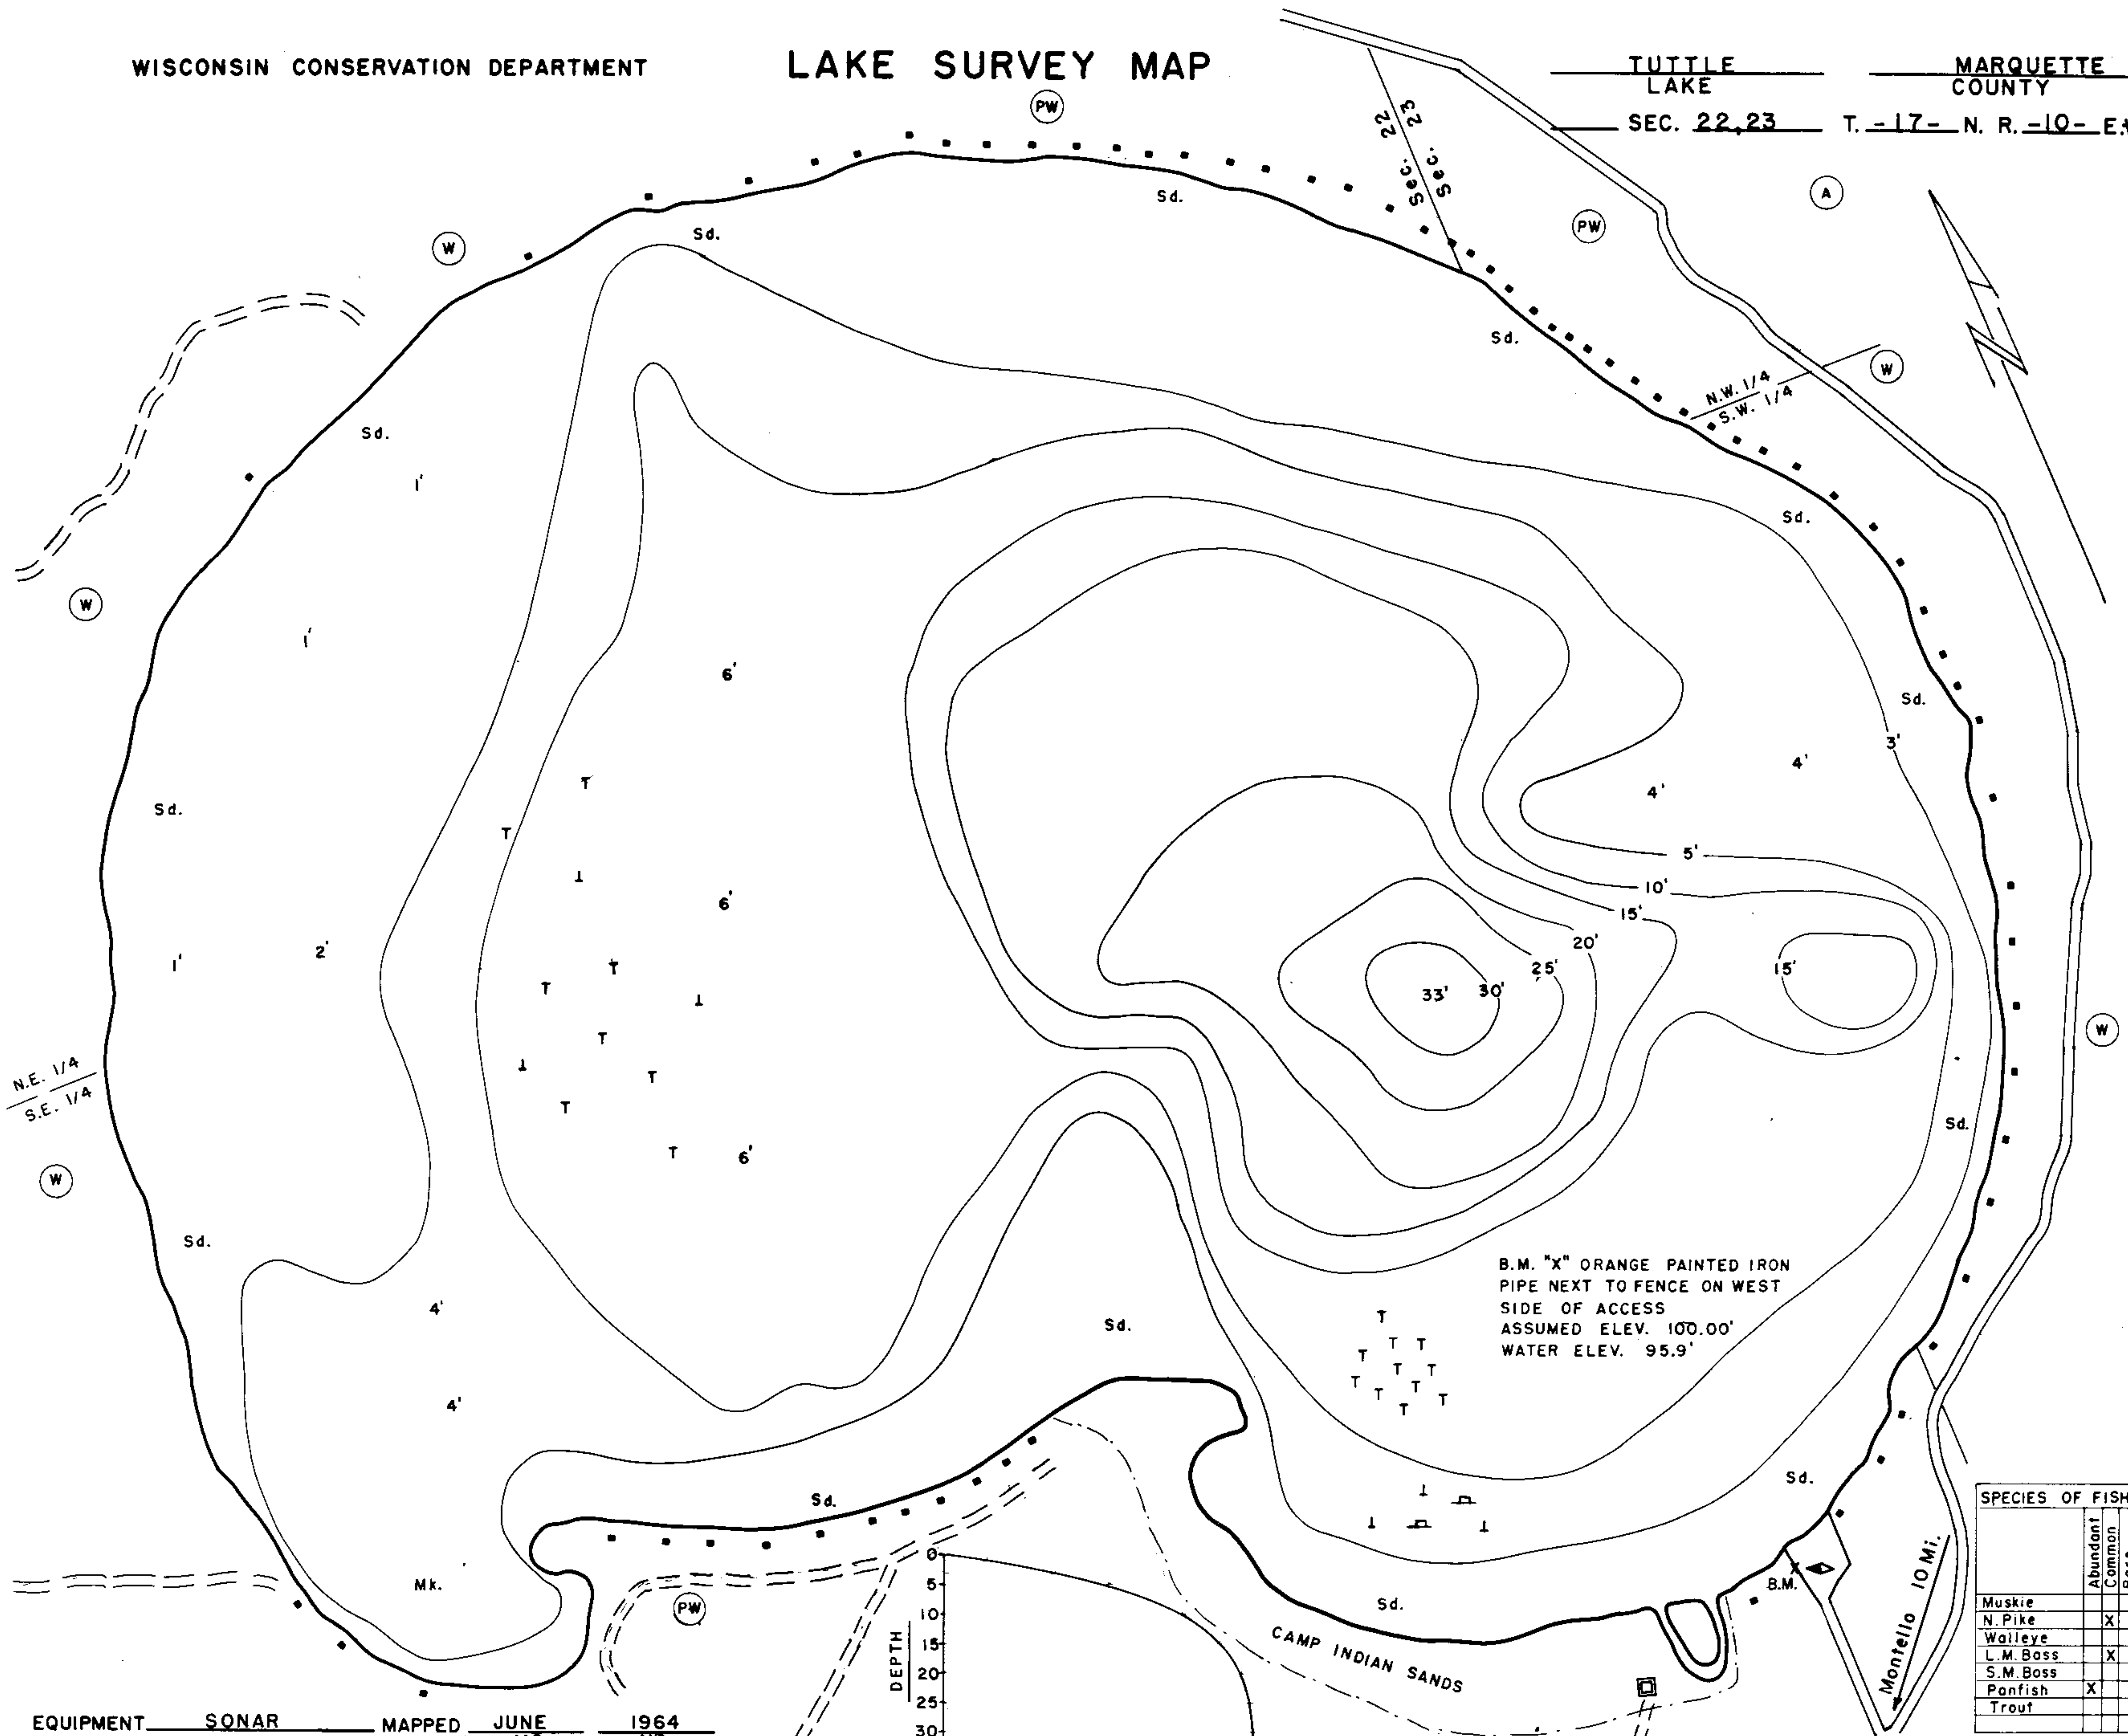 WISCONSIN CONSERVATION DEPARTMENT
LAKE SURVEY MAP
TUTTLE MARQUETTE
LAKE COUNTY
SEC. 22,23 T. -17- N. R. -10- E.
PW
Sec. 22
Sec. 23
A
PW
W
Sd.
Sd.
Sd.
N.W. 1/4
S.W. 1/4
W
Sd.
1'
Sd.
W
1'
6'
Sd.
3'
4'
4'
T
Sd.
T
5'
6'
10'
15'
2'
1'
20'
25'
15'
T
T
33'
30'
W
T
N.E. 1/4
S.E. 1/4
T
T
Sd.
T
6'
W
Sd.
B.M. "X" ORANGE PAINTED IRON
PIPE NEXT TO FENCE ON WEST
SIDE OF ACCESS
ASSUMED ELEV. 100.00'
WATER ELEV. 95.9'
4'
Sd.
T
T T
T
T T
T
T
T
T
T
4'
Sd.
Sd.
SPECIES OF FISH
Abundant
Common
Muskie
N. Pike X
Walleye
L.M. Bass X
S.M. Bass
Panfish X
Trout
Mk.
PW
X
B.M.
Sd.
Montello 10 Mi.
CAMP INDIAN SANDS
DEPTH
0
5
10
15
20
25
30
EQUIPMENT SONAR MAPPED JUNE 1964